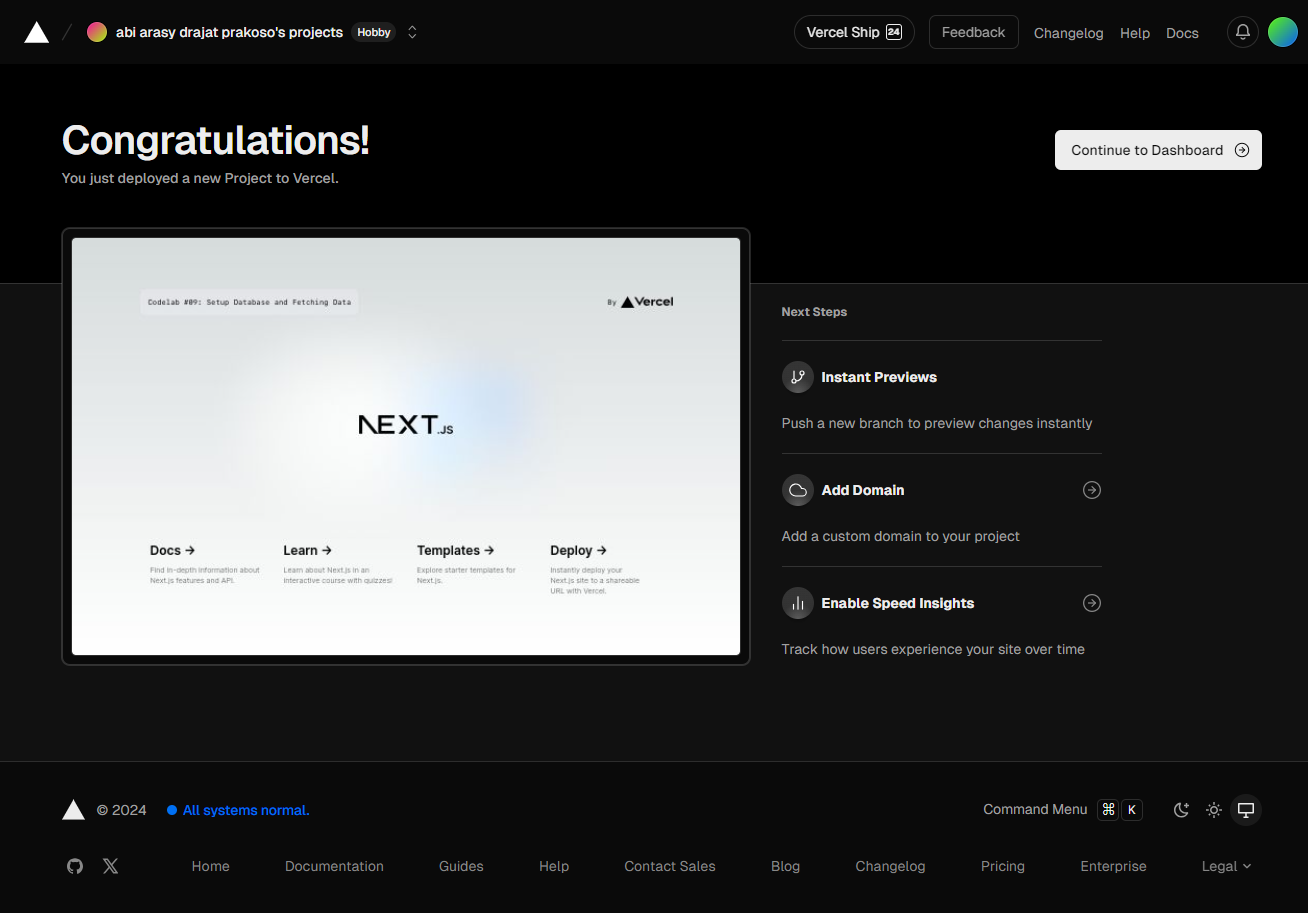 abi arasy drajat prakoso's projects Hobby
Vercel Ship 24 Feedback Changelog Help Docs
Congratulations!
You just deployed a new Project to Vercel.
Continue to Dashboard
Codelab #09: Setup Database and Fetching Data
By Vercel
NEXT.JS
Docs →
Find in-depth information about
Next.js features and API.
Learn →
Learn about Next.js in an
interactive course with quizzes!
Templates →
Explore starter templates for
Next.js.
Deploy →
Instantly deploy your
Next.js site to a shareable
URL with Vercel.
Next Steps
Instant Previews
Push a new branch to preview changes instantly
Add Domain
Add a custom domain to your project
Enable Speed Insights
Track how users experience your site over time
© 2024 All systems normal.
Command Menu ⌘ K
Home Documentation Guides Help Contact Sales Blog Changelog Pricing Enterprise Legal